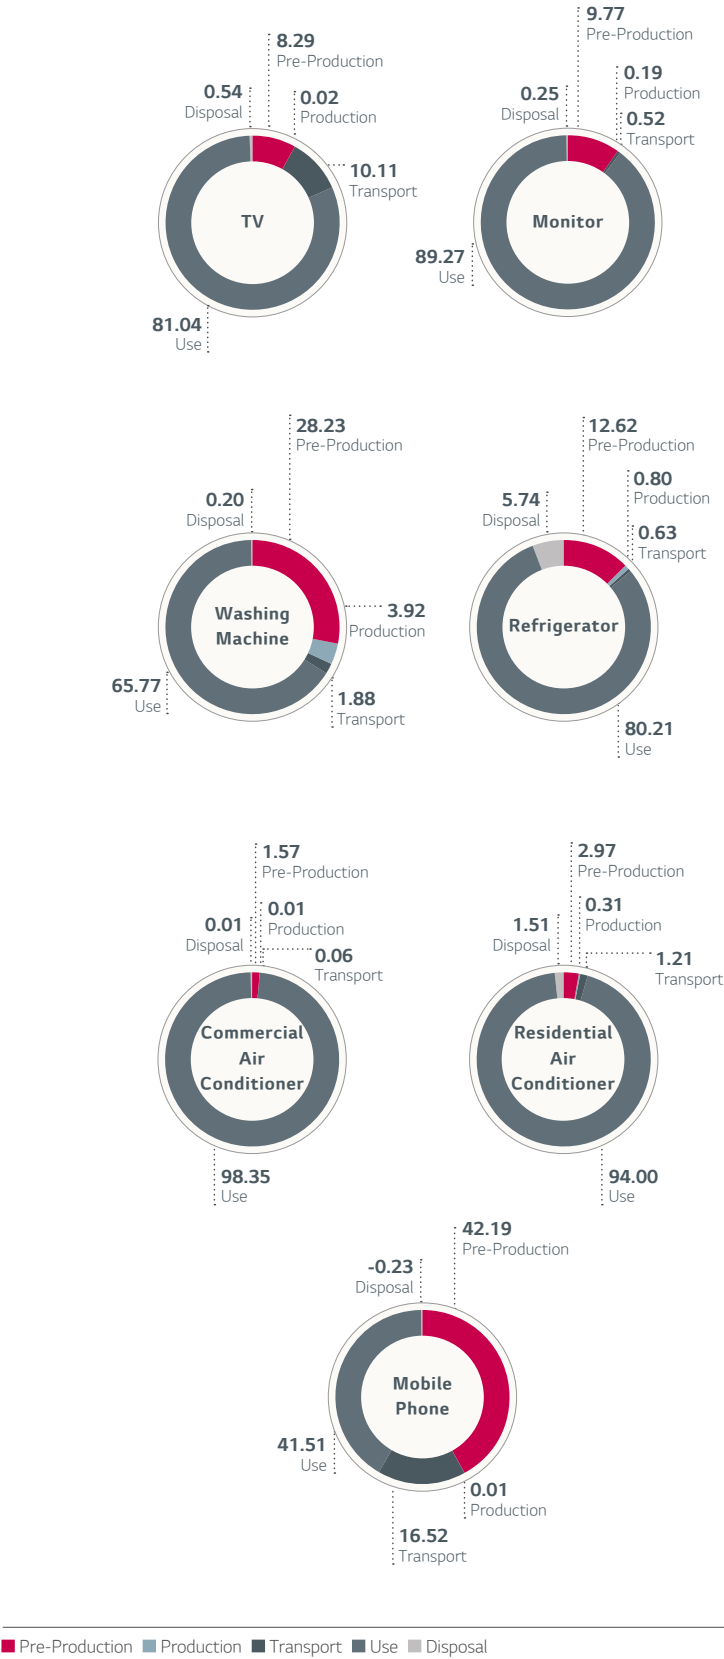 8.29
Pre-Production
0.54
Disposal
0.02
Production
10.11
Transport
TV
81.04
Use
9.77
Pre-Production
0.19
Production
0.25
Disposal
0.52
Transport
Monitor
89.27
Use
28.23
Pre-Production
0.20
Disposal
3.92
Production
Washing
Machine
65.77
Use
1.88
Transport
12.62
Pre-Production
0.80
Production
5.74
Disposal
0.63
Transport
Refrigerator
80.21
Use
1.57
Pre-Production
0.01
Production
0.01
Disposal
0.06
Transport
Commercial
Air
Conditioner
98.35
Use
2.97
Pre-Production
0.31
Production
1.51
Disposal
1.21
Transport
Residential
Air
Conditioner
94.00
Use
42.19
Pre-Production
-0.23
Disposal
Mobile
Phone
41.51
Use
0.01
Production
16.52
Transport
Pre-Production Production Transport Use Disposal